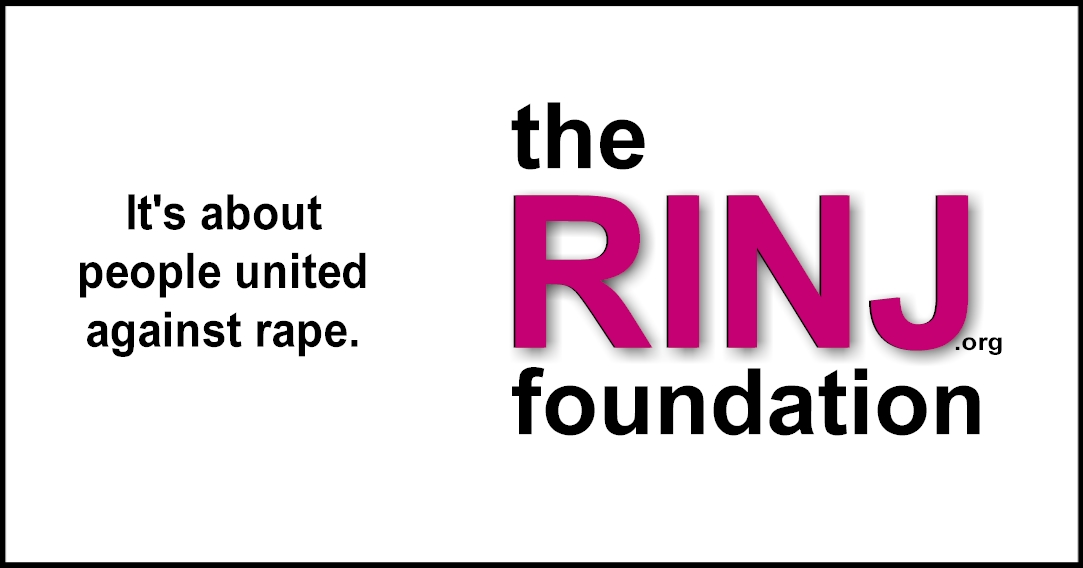 It's about
people united
against rape.
the
RINJ
.org
foundation